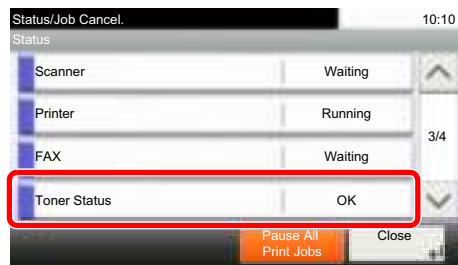 Status/Job Cancel. 10:10
Status
Scanner Waiting
Printer Running
3/4
FAX Waiting
Toner Status OK
Pause All
Print Jobs
Close